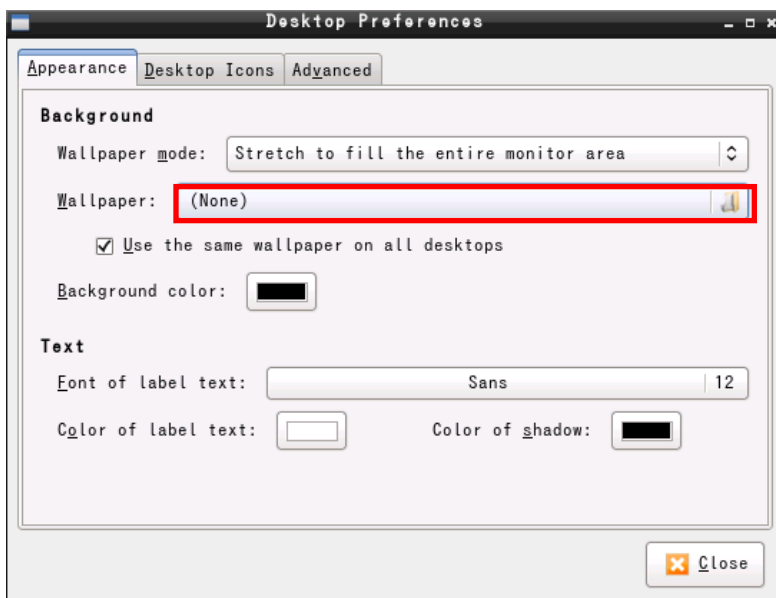 Desktop Preferences
Appearance Desktop Icons Advanced
Background
Wallpaper mode: Stretch to fill the entire monitor area
Wallpaper: (None)
Use the same wallpaper on all desktops
Background color:
Text
Font of label text: Sans 12
Color of label text: Color of shadow:
Close